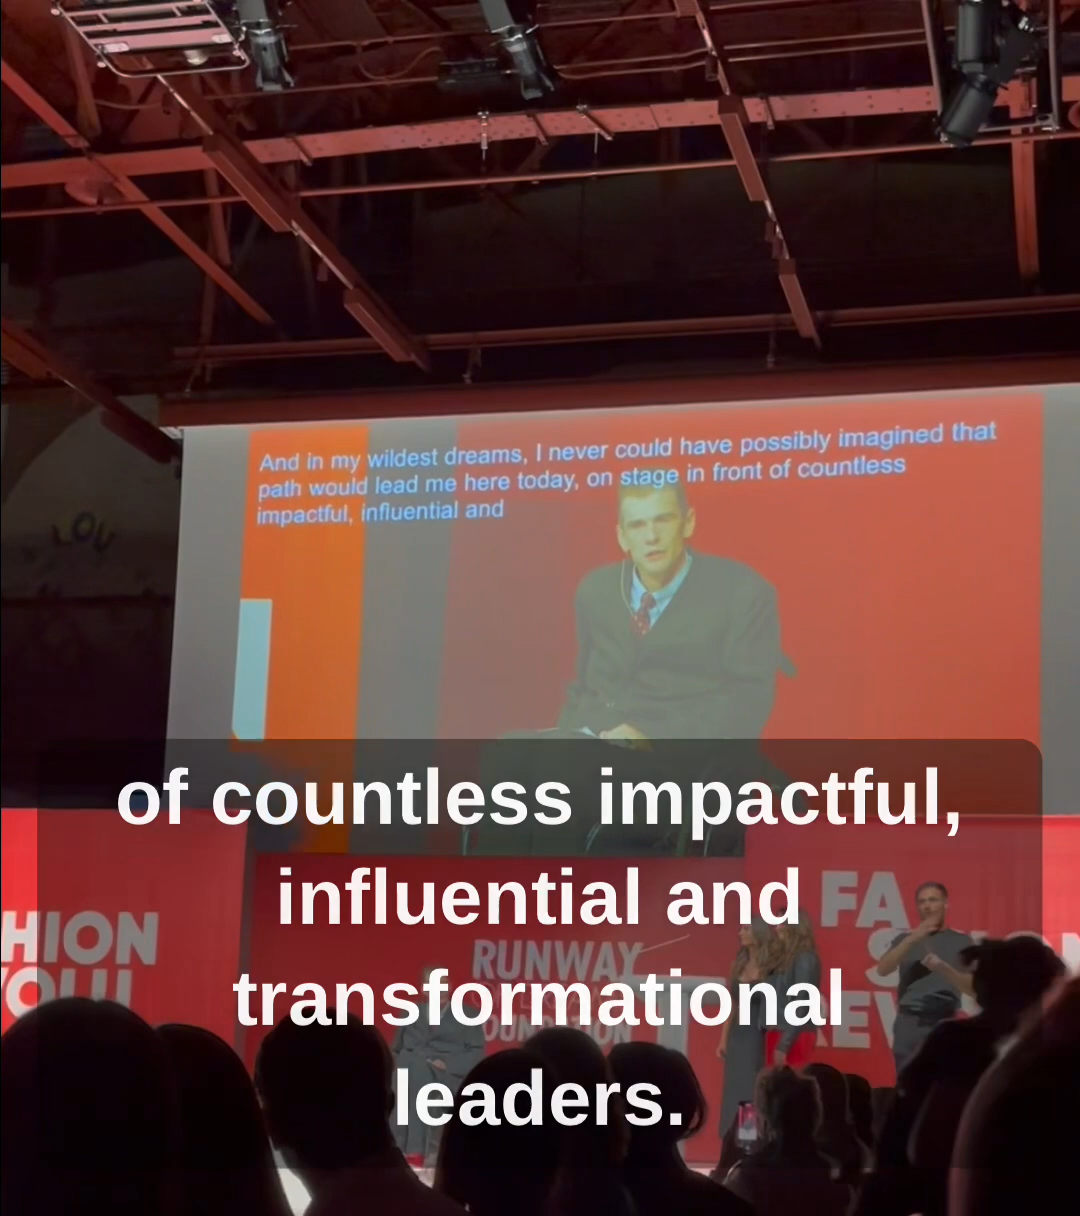 And in my wildest dreams, I never could have possibly imagined that
path would lead me here today, on stage in front of countless
impactful, influential and
of countless impactful,
influential and
transformational
leaders.
HION
YOU!
RUNWAY
FA